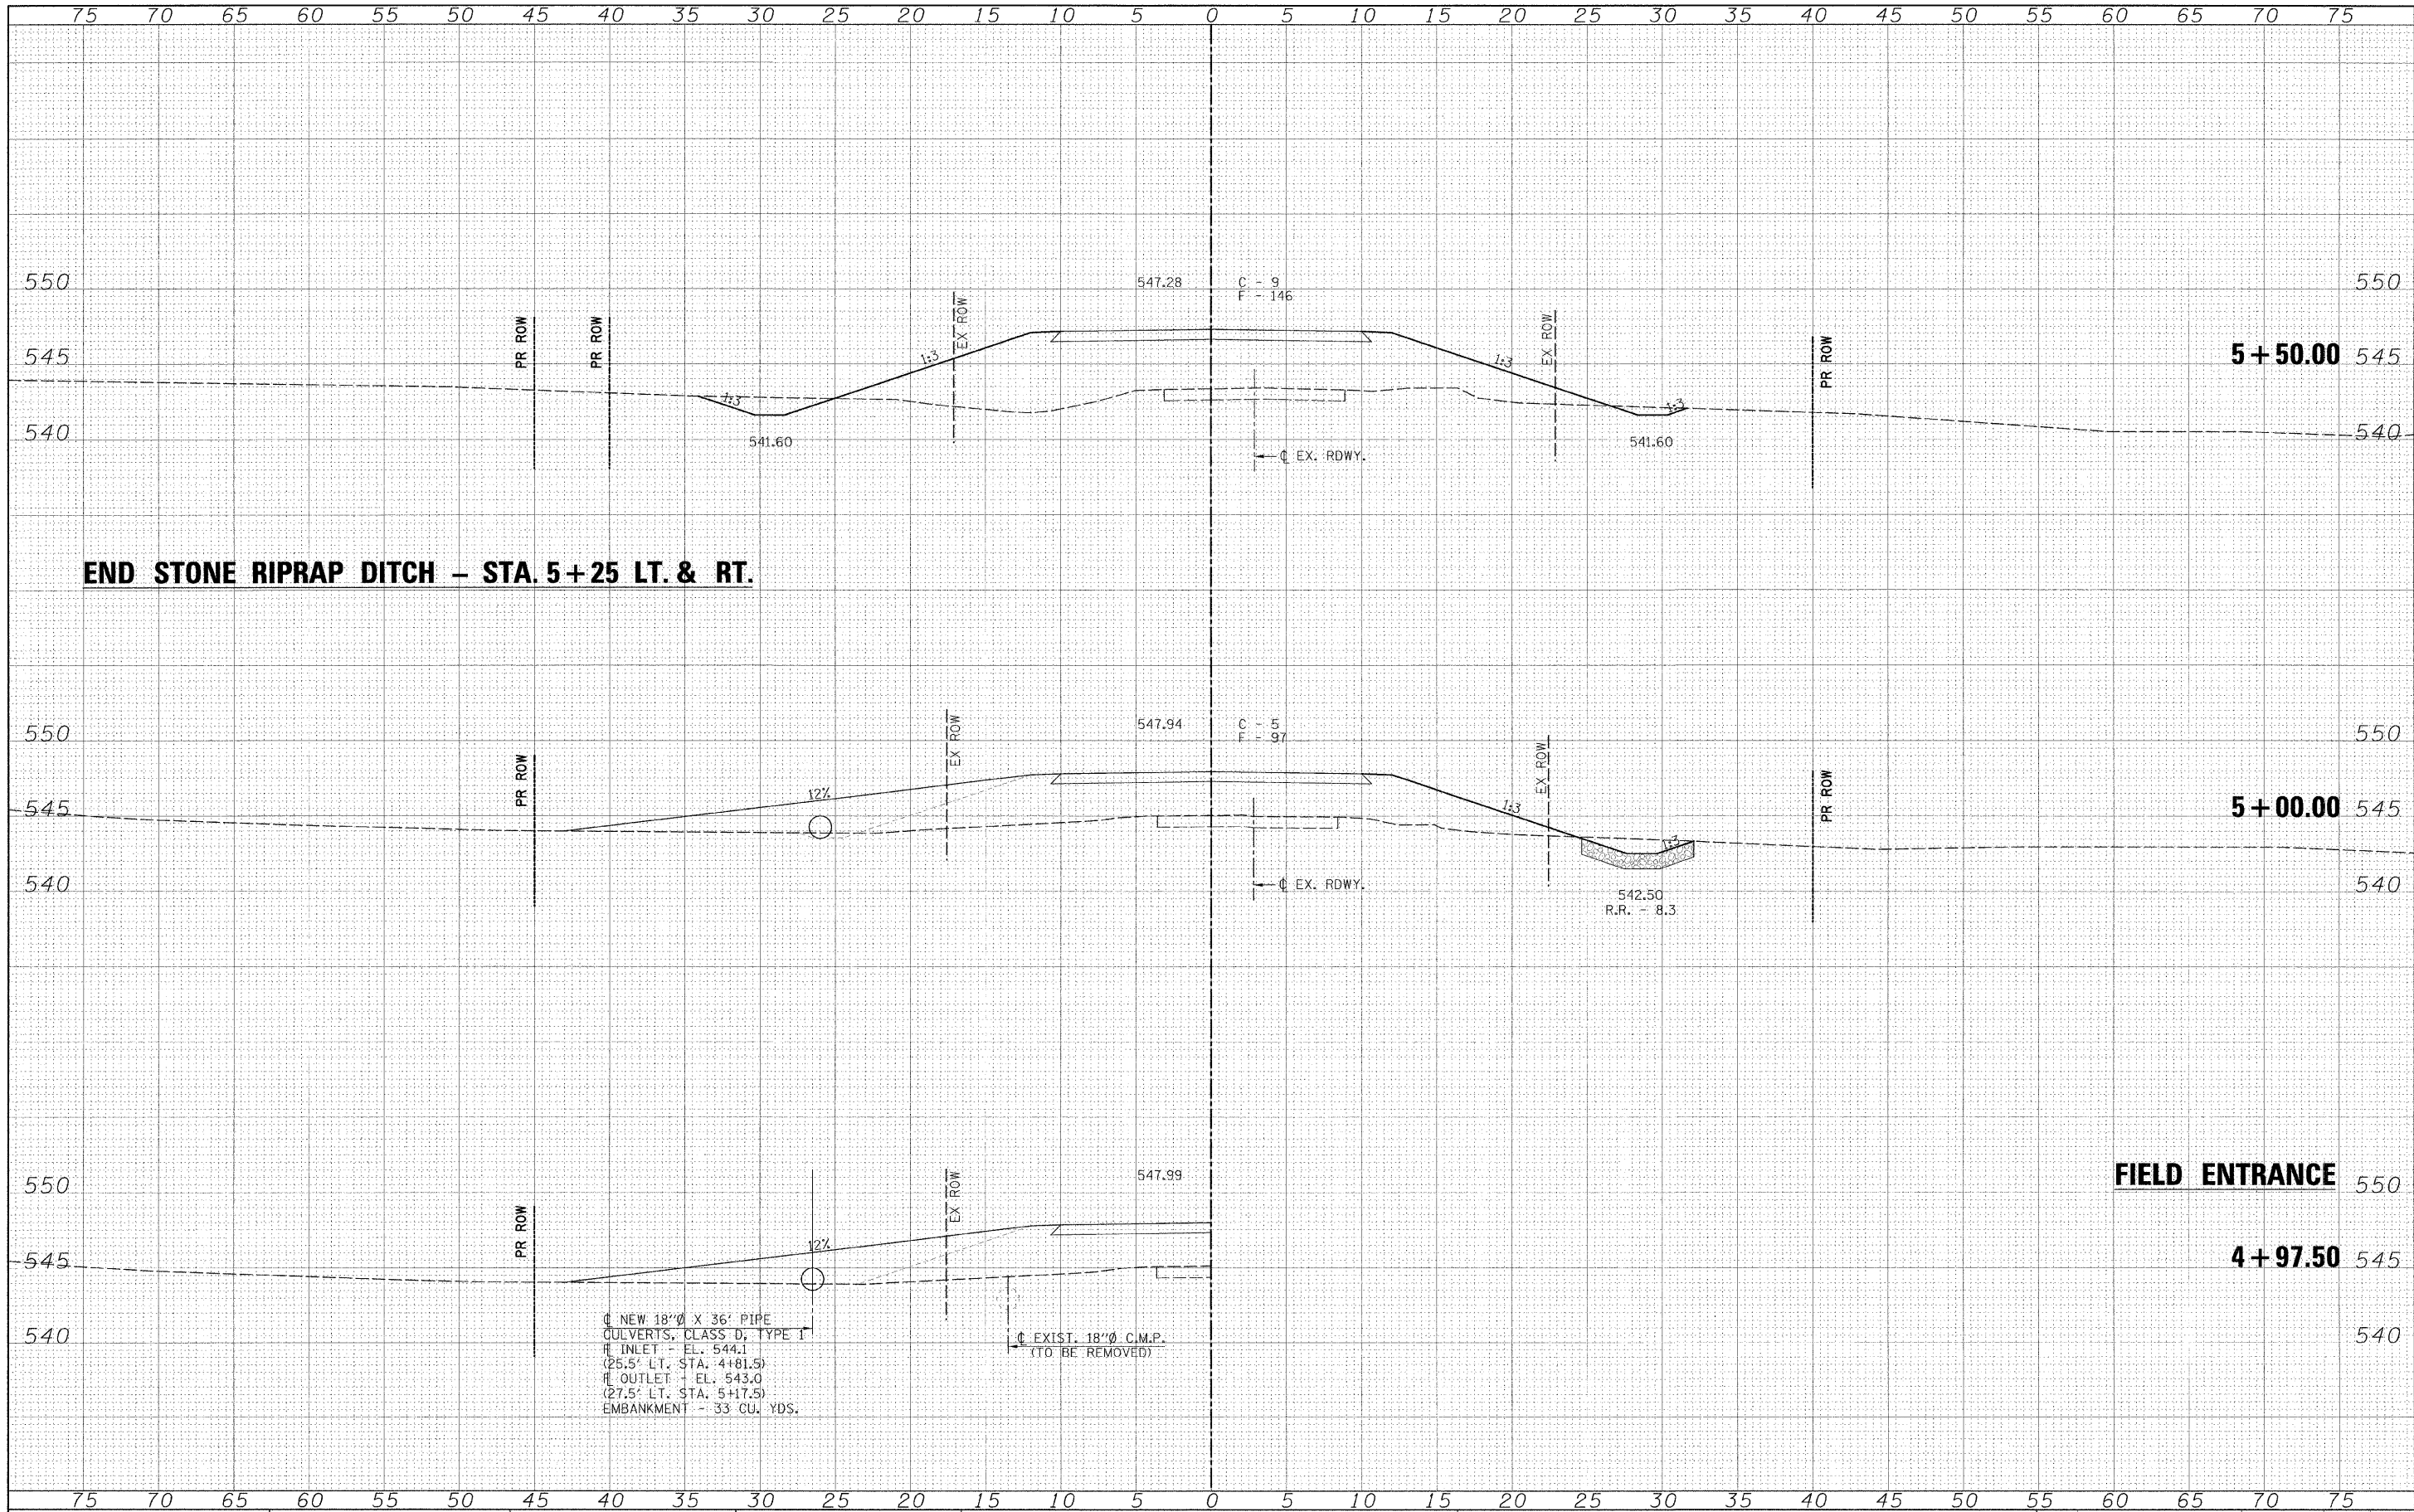 75 70 65 60 55 50 45 40 35 30 25 20 15 10 5 0 5 10 15 20 25 30 35 40 45 50 55 60 65 70 75
550 547.28 C - 9 550
F - 146
PR ROW PR ROW EX ROW EX ROW PR ROW
545 1:3 1:3 5+50.00 545
1:3 1:3
540 541.60 541.60 540
℄ EX. RDWY.
END STONE RIPRAP DITCH – STA. 5+25 LT. & RT.
547.94 C - 5
550 F - 97 550
PR ROW EX ROW EX ROW PR ROW
545 12% 1:3 5+00.00 545
1:3
540 ℄ EX. RDWY. 542.50 540
R.R. - 8.3
547.99 FIELD ENTRANCE
550 550
PR ROW EX ROW
545 12% 4+97.50 545
℄ NEW 18"Ø X 36' PIPE
CULVERTS, CLASS D, TYPE 1
FL INLET - EL. 544.1
(25.5' LT. STA. 4+81.5)
FL OUTLET - EL. 543.0
(27.5' LT. STA. 5+17.5)
EMBANKMENT - 33 CU. YDS.
℄ EXIST. 18"Ø C.M.P.
(TO BE REMOVED)
540 540
75 70 65 60 55 50 45 40 35 30 25 20 15 10 5 0 5 10 15 20 25 30 35 40 45 50 55 60 65 70 75